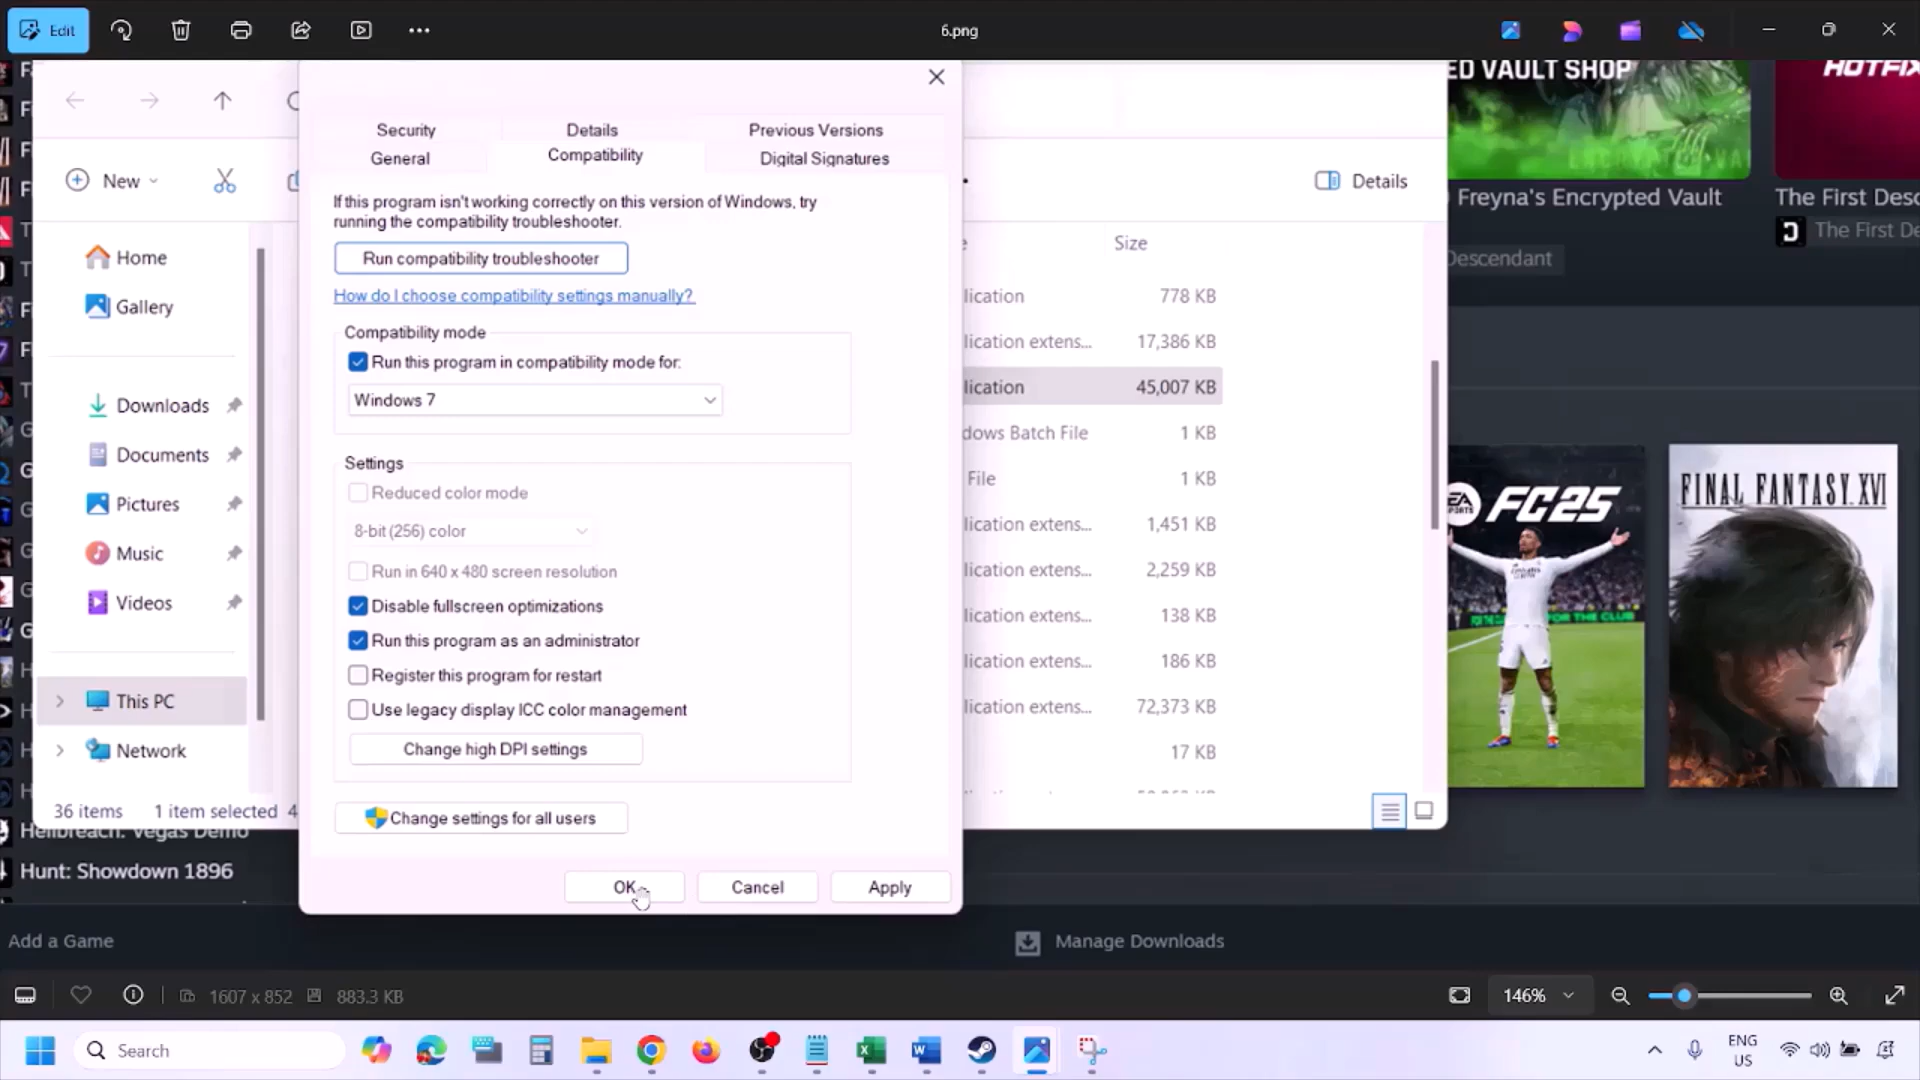 Edit
6.png
ED VAULT SHOP
HOTFIX
Security
Details
Previous Versions
General
Compatibility
Digital Signatures
New
Details
If this program isn't working correctly on this version of Windows, try
running the compatibility troubleshooter.
Run compatibility troubleshooter
How do I choose compatibility settings manually?
Compatibility mode
Run this program in compatibility mode for:
Windows 7
Settings
Reduced color mode
8-bit (256) color
Run in 640 x 480 screen resolution
Disable fullscreen optimizations
Run this program as an administrator
Register this program for restart
Use legacy display ICC color management
Change high DPI settings
Change settings for all users
OK
Cancel
Apply
Home
Gallery
Downloads
Documents
Pictures
Music
Videos
This PC
Network
36 items
1 item selected 4
Size
lication 778 KB
lication extens... 17,386 KB
lication 45,007 KB
dows Batch File 1 KB
File 1 KB
lication extens... 1,451 KB
lication extens... 2,259 KB
lication extens... 138 KB
lication extens... 186 KB
lication extens... 72,373 KB
17 KB
Freyna's Encrypted Vault
The First Desc
The First De
Descendant
EA SPORTS FC25
FINAL FANTASY XVI
Hellbreach: Vegas Demo
Hunt: Showdown 1896
Add a Game
Manage Downloads
1607 x 852
883.3 KB
146%
Search
ENG
US